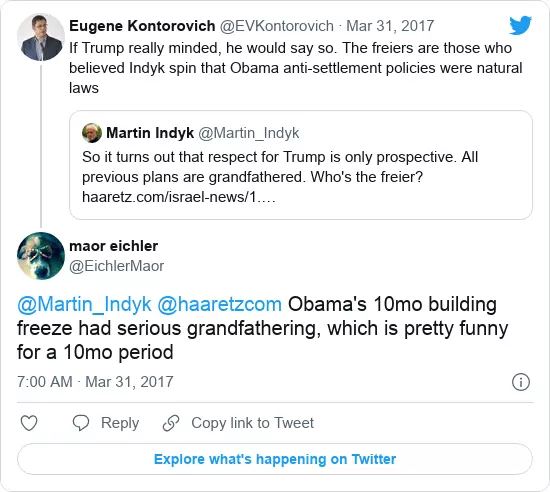 Eugene Kontorovich @EVKontorovich · Mar 31, 2017
If Trump really minded, he would say so. The freiers are those who
believed Indyk spin that Obama anti-settlement policies were natural
laws
Martin Indyk @Martin_Indyk
So it turns out that respect for Trump is only prospective. All
previous plans are grandfathered. Who's the freier?
haaretz.com/israel-news/1.…
maor eichler
@EichlerMaor
@Martin_Indyk @haaretzcom Obama's 10mo building
freeze had serious grandfathering, which is pretty funny
for a 10mo period
7:00 AM · Mar 31, 2017
Reply
Copy link to Tweet
Explore what's happening on Twitter